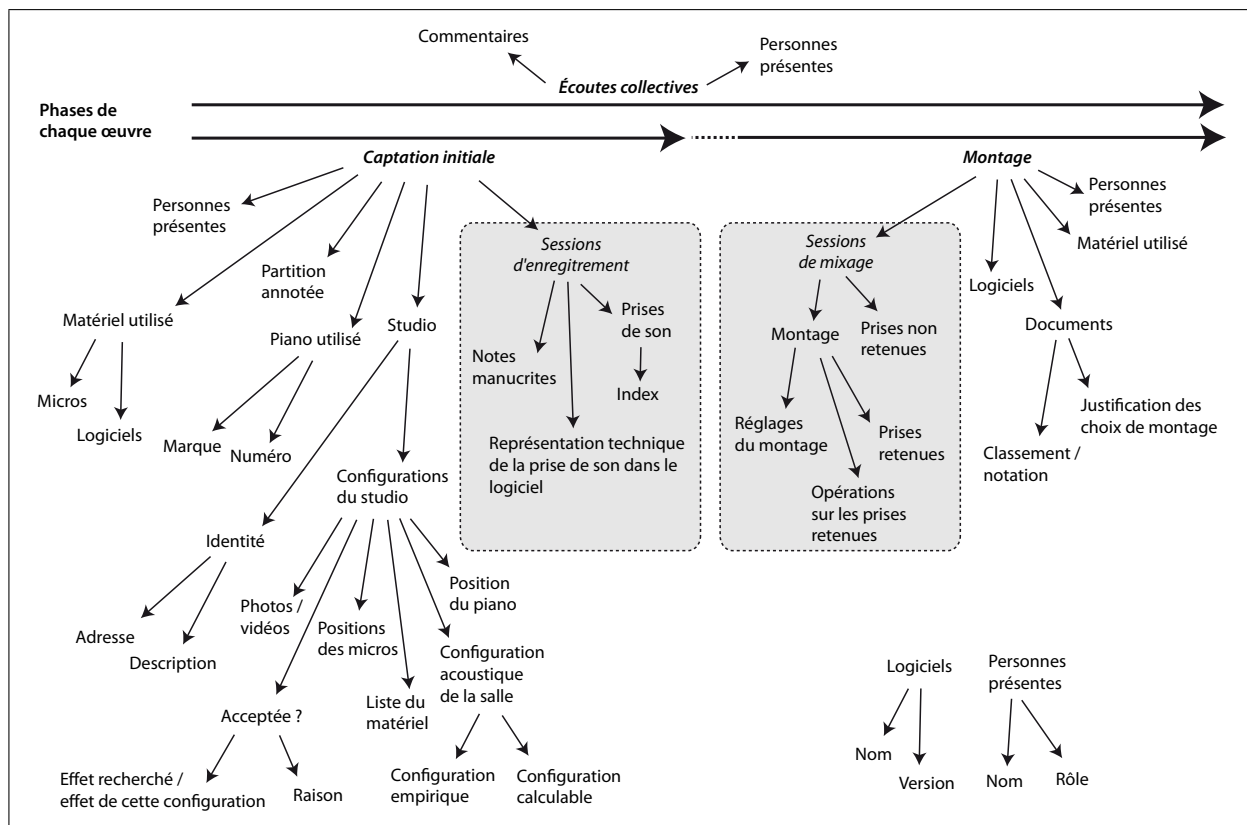 Commentaires
Personnes
présentes
Écoutes collectives
Phases de
chaque œuvre
Captation initiale
Montage
Personnes
présentes
Partition
annotée
Matériel utilisé
Micros
Logiciels
Piano utilisé
Marque
Numéro
Studio
Sessions
d'enregitrement
Prises
de son
Notes
manucrites
Index
Représentation technique
de la prise de son dans le
logiciel
Sessions
de mixage
Montage
Prises non
retenues
Réglages
du montage
Prises
retenues
Opérations
sur les prises
retenues
Personnes
présentes
Matériel utilisé
Logiciels
Documents
Justification des
choix de montage
Classement /
notation
Configurations
du studio
Identité
Adresse
Description
Photos /
vidéos
Positions
des micros
Position
du piano
Configuration
acoustique
de la salle
Liste du
matériel
Acceptée ?
Effet recherché /
effet de cette configuration
Raison
Configuration
empirique
Configuration
calculable
Logiciels
Nom
Version
Personnes
présentes
Nom
Rôle